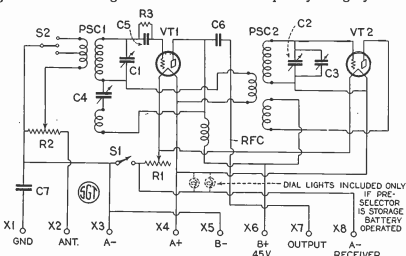 R3
C5
PSC1
VT1
C6
PSC2
C2
VT2
S2
C1
C3
C4
R2
S1
R1
RFC
SGT
DIAL LIGHTS INCLUDED ONLY
IF PRE-
SELECTOR
IS STORAGE
BATTERY
OPERATED
C7
X1
X2
X3
X4
X5
X6
X7
X8
GND
ANT.
A-
A+
B-
B+
45V
OUTPUT
A-
RECEIVER